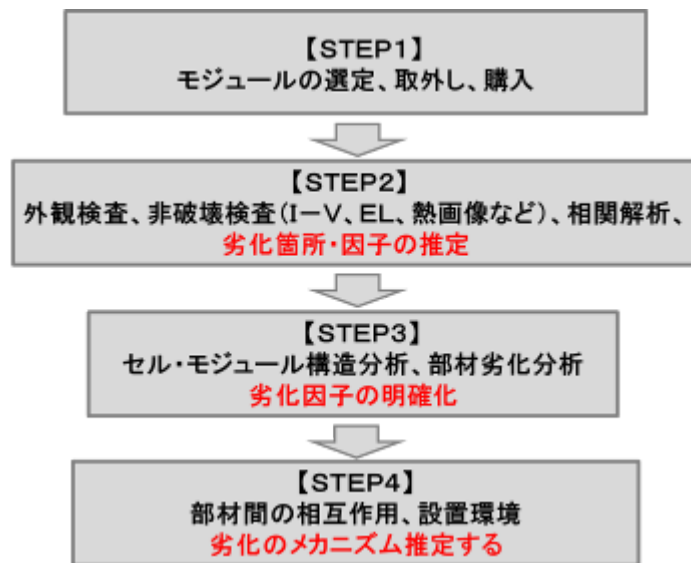 【STEP1】
モジュールの選定、取外し、購入
【STEP2】
外観検査、非破壊検査(I－V、EL、熱画像など)、相関解析、
劣化箇所・因子の推定
【STEP3】
セル・モジュール構造分析、部材劣化分析
劣化因子の明確化
【STEP4】
部材間の相互作用、設置環境
劣化のメカニズム推定する